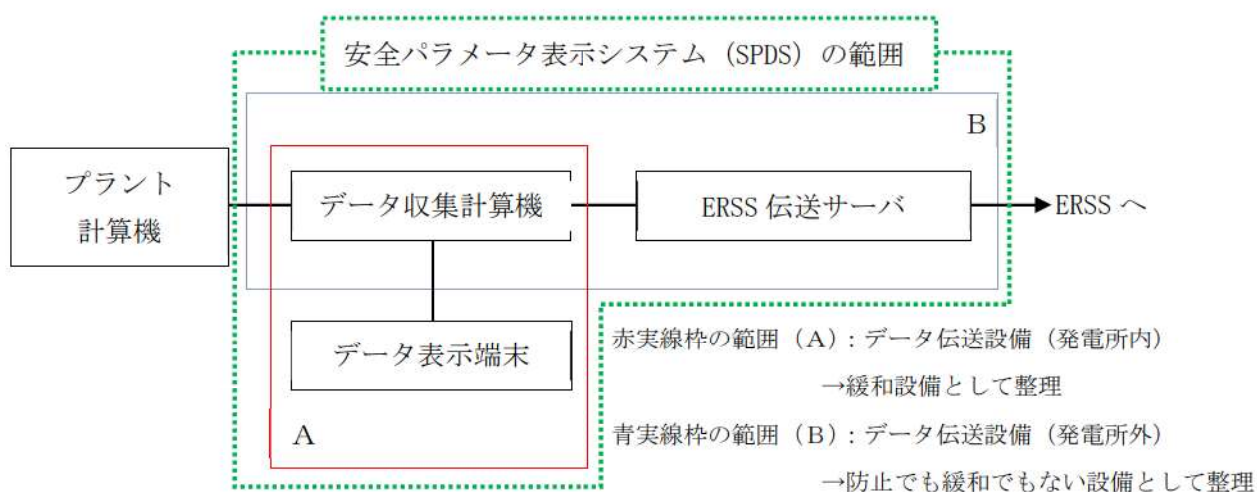 安全パラメータ表示システム（SPDS）の範囲
B
プラント
計算機
データ収集計算機
ERSS 伝送サーバ
ERSS へ
データ表示端末
A
赤実線枠の範囲（A）：データ伝送設備（発電所内）
→緩和設備として整理
青実線枠の範囲（B）：データ伝送設備（発電所外）
→防止でも緩和でもない設備として整理